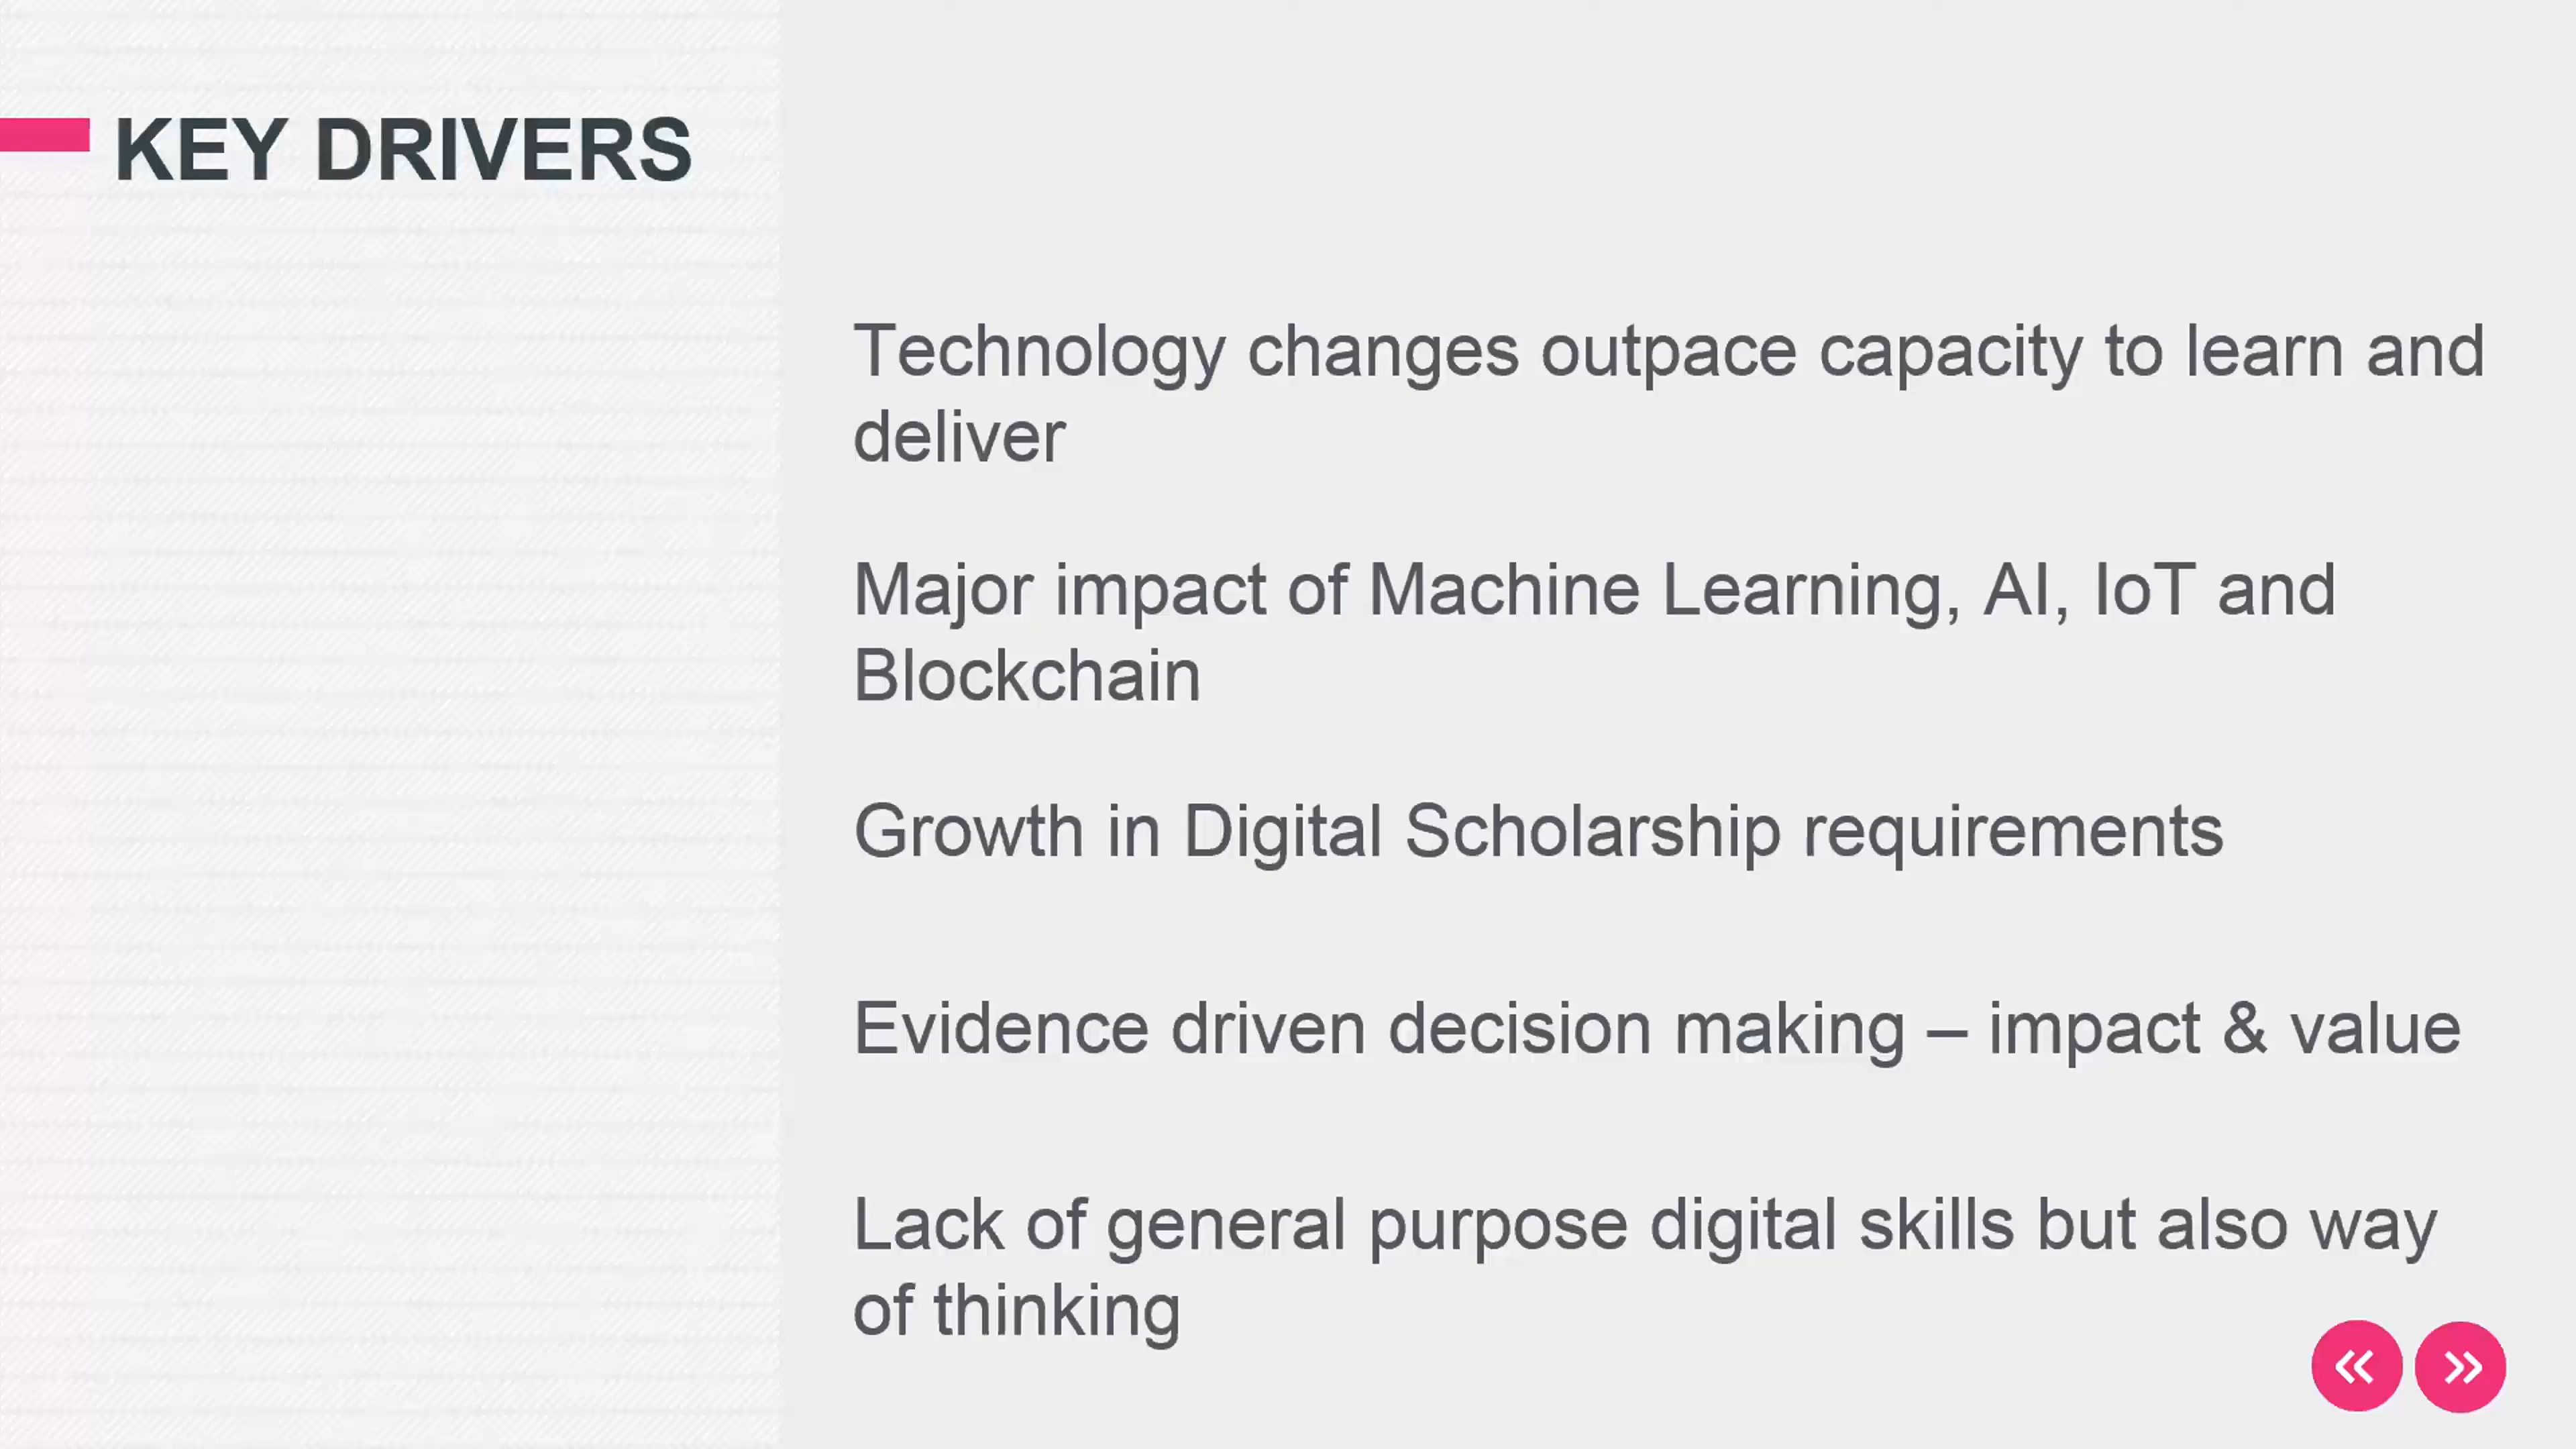 KEY DRIVERS
Technology changes outpace capacity to learn and
deliver
Major impact of Machine Learning, AI, IoT and
Blockchain
Growth in Digital Scholarship requirements
Evidence driven decision making – impact & value
Lack of general purpose digital skills but also way
of thinking